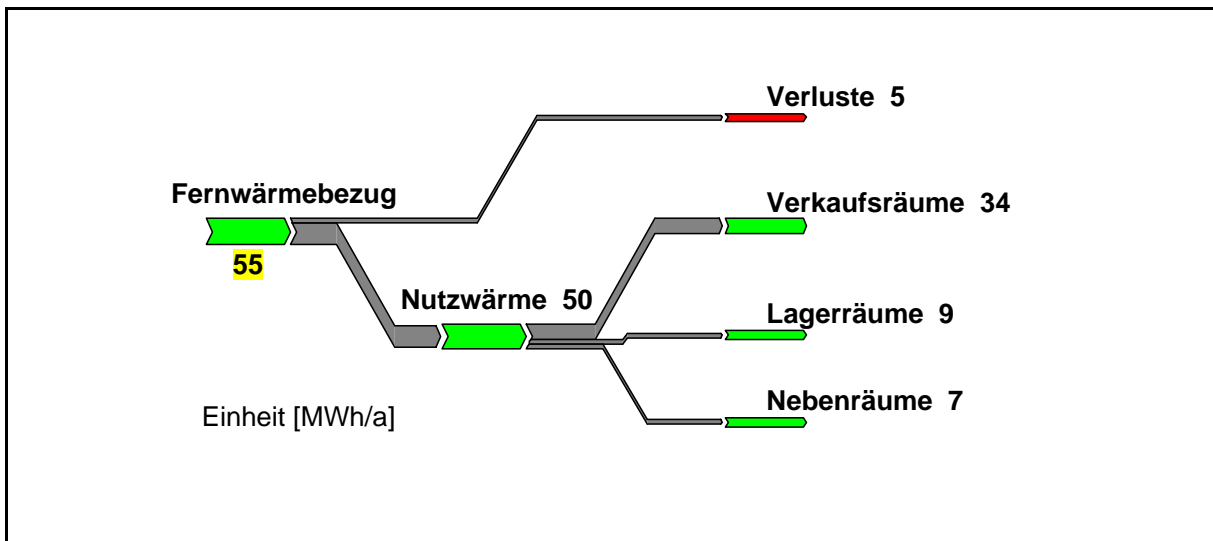 Verluste 5
Fernwärmebezug
55
Verkaufsräume 34
Nutzwärme 50
Lagerräume 9
Nebenräume 7
Einheit [MWh/a]